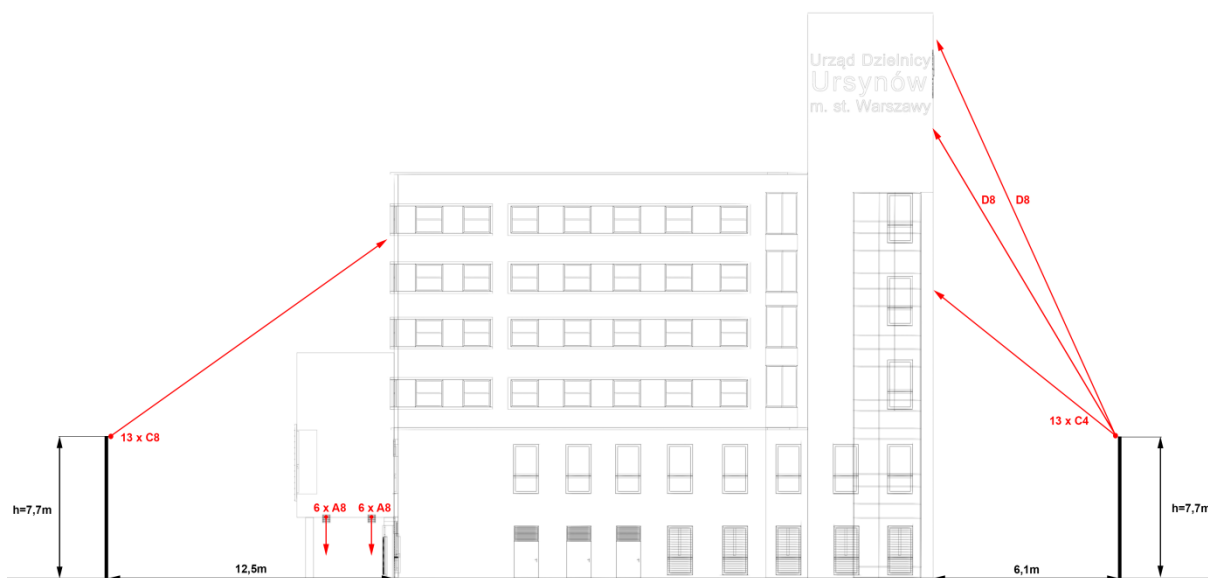 Urząd Dzielnicy
Ursynów
m. st. Warszawy
D8 D8
13 x C8
13 x C4
6 x A8 6 x A8
h=7,7m
h=7,7m
12,5m
6,1m